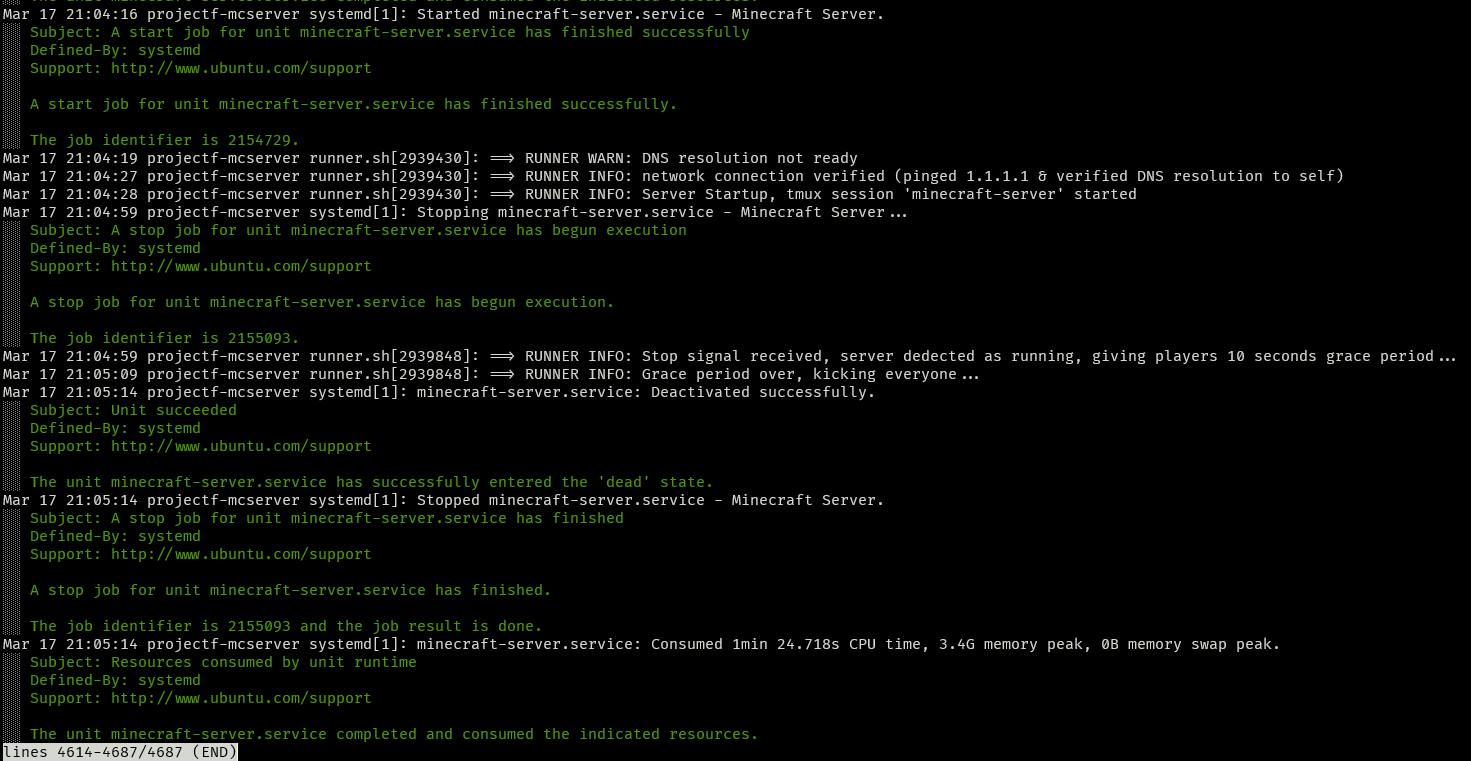 Mar 17 21:04:16 projectf-mcserver systemd[1]: Started minecraft-server.service - Minecraft Server.
Subject: A start job for unit minecraft-server.service has finished successfully
Defined-By: systemd
Support: http://www.ubuntu.com/support
A start job for unit minecraft-server.service has finished successfully.
The job identifier is 2154729.
Mar 17 21:04:19 projectf-mcserver runner.sh[2939430]: ==> RUNNER WARN: DNS resolution not ready
Mar 17 21:04:27 projectf-mcserver runner.sh[2939430]: ==> RUNNER INFO: network connection verified (pinged 1.1.1.1 & verified DNS resolution to self)
Mar 17 21:04:28 projectf-mcserver runner.sh[2939430]: ==> RUNNER INFO: Server Startup, tmux session 'minecraft-server' started
Mar 17 21:04:59 projectf-mcserver systemd[1]: Stopping minecraft-server.service - Minecraft Server...
Subject: A stop job for unit minecraft-server.service has begun execution
Defined-By: systemd
Support: http://www.ubuntu.com/support
A stop job for unit minecraft-server.service has begun execution.
The job identifier is 2155093.
Mar 17 21:04:59 projectf-mcserver runner.sh[2939848]: ==> RUNNER INFO: Stop signal received, server dedected as running, giving players 10 seconds grace period...
Mar 17 21:05:09 projectf-mcserver runner.sh[2939848]: ==> RUNNER INFO: Grace period over, kicking everyone...
Mar 17 21:05:14 projectf-mcserver systemd[1]: minecraft-server.service: Deactivated successfully.
Subject: Unit succeeded
Defined-By: systemd
Support: http://www.ubuntu.com/support
The unit minecraft-server.service has successfully entered the 'dead' state.
Mar 17 21:05:14 projectf-mcserver systemd[1]: Stopped minecraft-server.service - Minecraft Server.
Subject: A stop job for unit minecraft-server.service has finished
Defined-By: systemd
Support: http://www.ubuntu.com/support
A stop job for unit minecraft-server.service has finished.
The job identifier is 2155093 and the job result is done.
Mar 17 21:05:14 projectf-mcserver systemd[1]: minecraft-server.service: Consumed 1min 24.718s CPU time, 3.4G memory peak, 0B memory swap peak.
Subject: Resources consumed by unit runtime
Defined-By: systemd
Support: http://www.ubuntu.com/support
The unit minecraft-server.service completed and consumed the indicated resources.
lines 4614-4687/4687 (END)